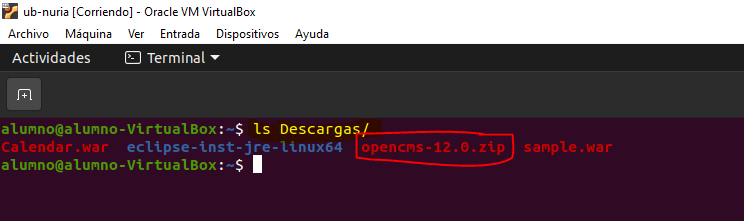 ub-nuria [Corriendo] - Oracle VM VirtualBox
Archivo Máquina Ver Entrada Dispositivos Ayuda
Actividades Terminal
alumno@alumno-VirtualBox:~$ ls Descargas/
Calendar.war eclipse-inst-jre-linux64 opencms-12.0.zip sample.war
alumno@alumno-VirtualBox:~$